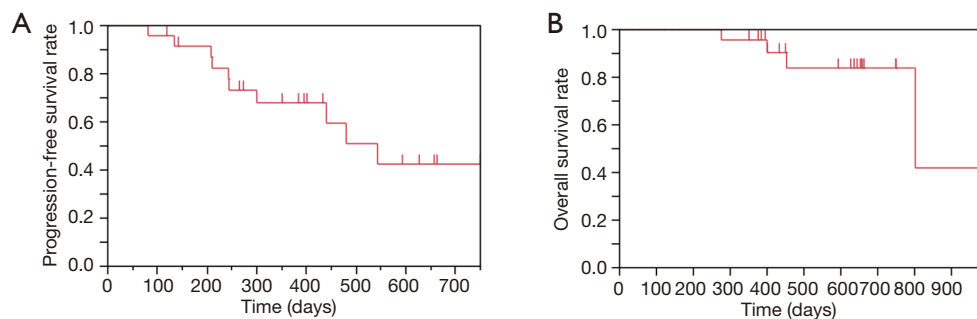 A
Progression-free survival rate
1.0
0.8
0.6
0.4
0.2
0.0
0 100 200 300 400 500 600 700
Time (days)
B
Overall survival rate
1.0
0.8
0.6
0.4
0.2
0.0
0 100 200 300 400 500 600 700 800 900
Time (days)